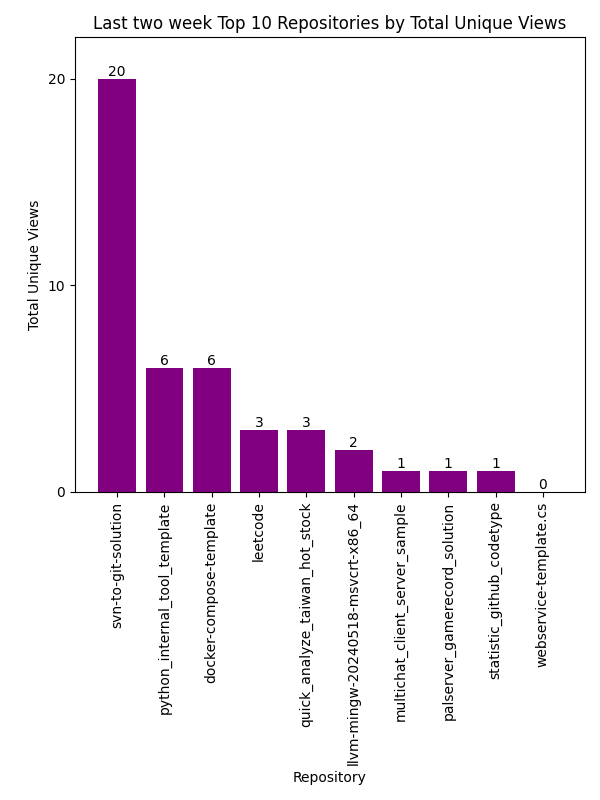 Last two week Top 10 Repositories by Total Unique Views
Total Unique Views
20
10
0
20
6
6
3
3
2
1
1
1
0
svn-to-git-solution
python_internal_tool_template
docker-compose-template
leetcode
quick_analyze_taiwan_hot_stock
llvm-mingw-20240518-msvcrt-x86_64
multichat_client_server_sample
palserver_gamerecord_solution
statistic_github_codetype
webservice-template.cs
Repository